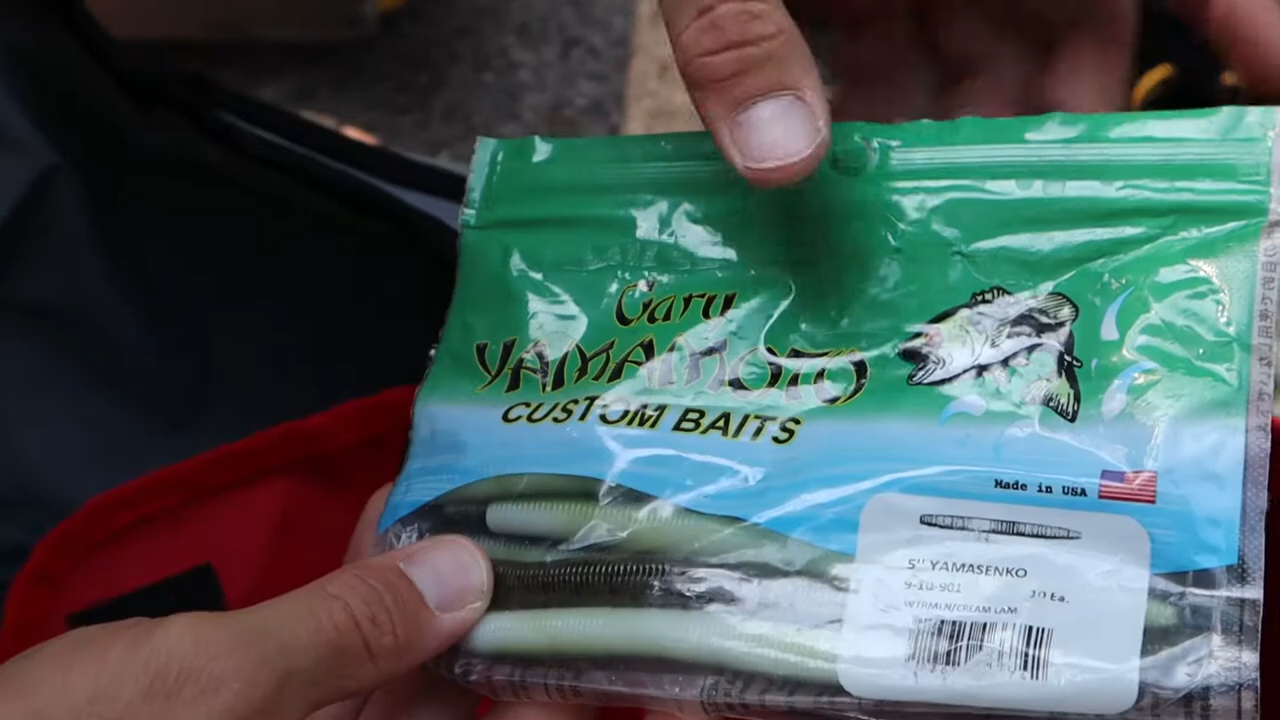 Gary
YAMAMOTO
CUSTOM BAITS
Made in USA
5" YAMASENKO
9-10-901
10 Ea.
WTRMLN/CREAM LAM